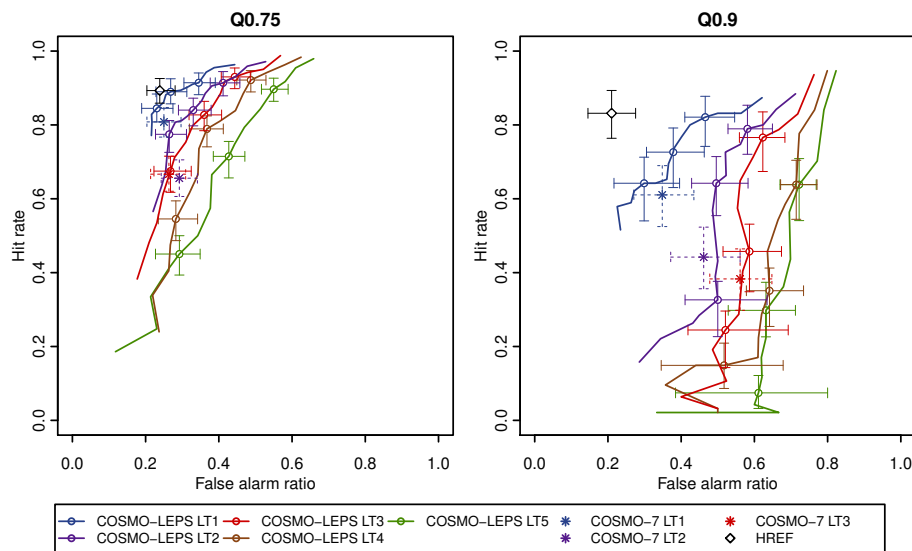 Q0.75
Q0.9
Hit rate
1.0
0.8
0.6
0.4
0.2
0.0
0.0 0.2 0.4 0.6 0.8 1.0
False alarm ratio
Hit rate
1.0
0.8
0.6
0.4
0.2
0.0
0.0 0.2 0.4 0.6 0.8 1.0
False alarm ratio
COSMO−LEPS LT1 COSMO−LEPS LT3 COSMO−LEPS LT5 COSMO−7 LT1 COSMO−7 LT3
COSMO−LEPS LT2 COSMO−LEPS LT4 COSMO−7 LT2 HREF